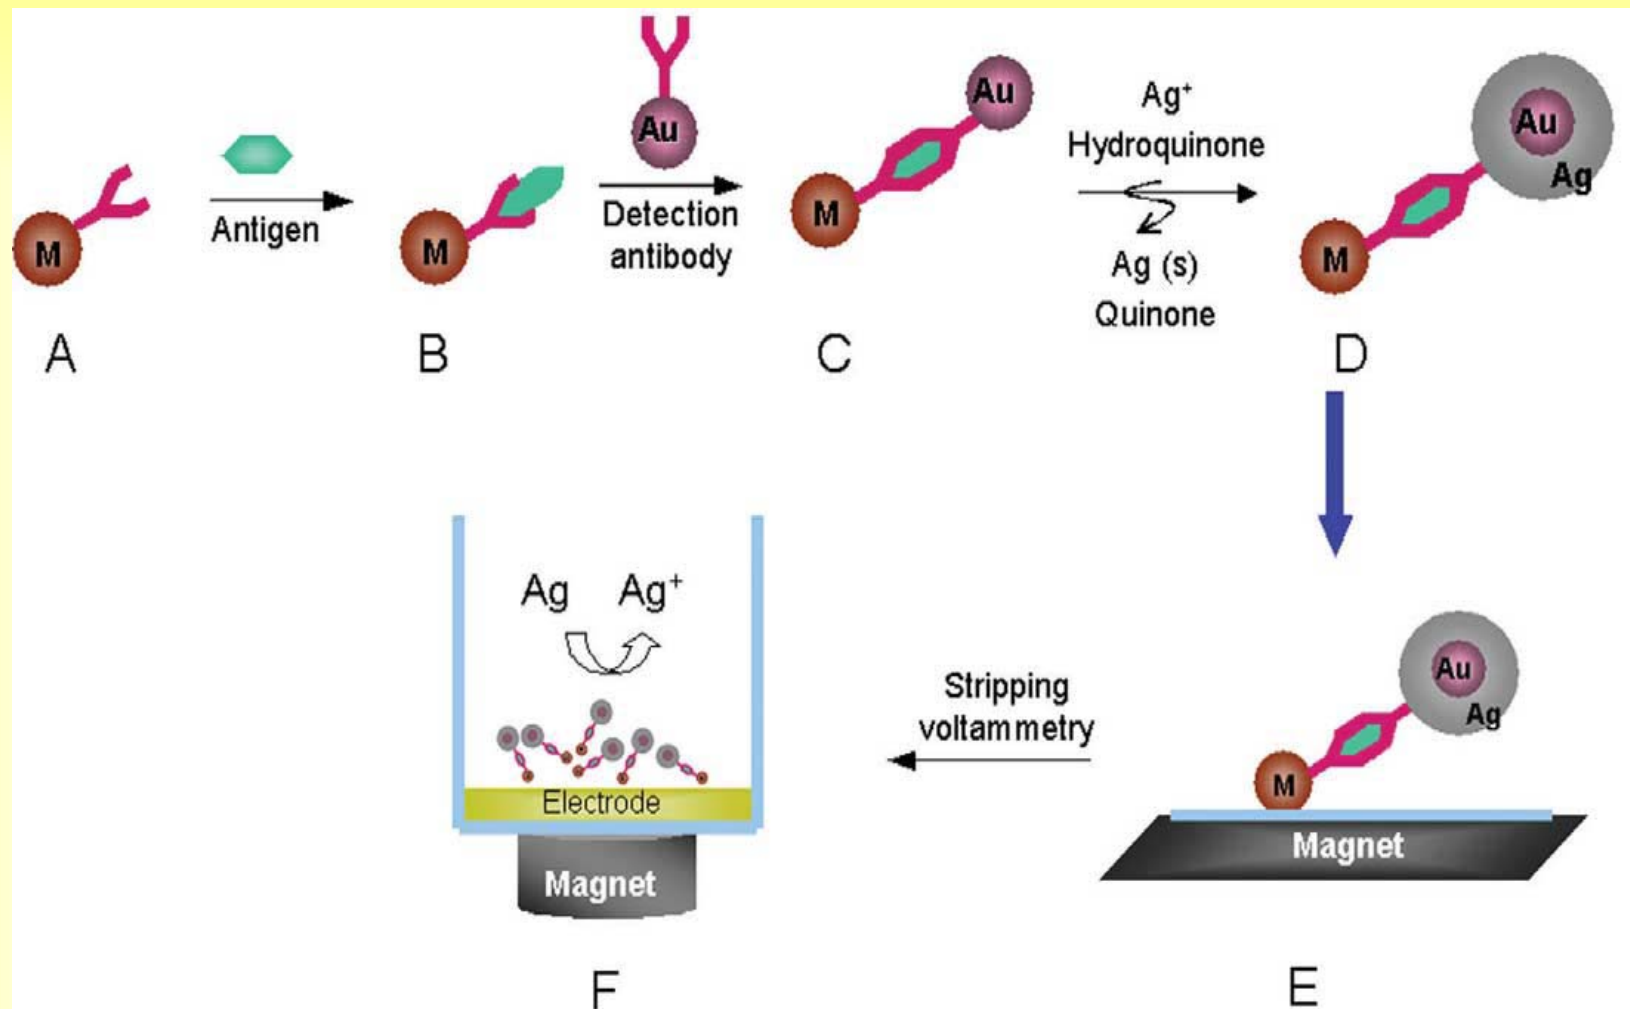 M
A
Antigen
M
B
Au
Detection
antibody
M
Au
C
Ag⁺
Hydroquinone
Ag (s)
Quinone
Au
Ag
M
D
Ag Ag⁺
Electrode
Magnet
F
Stripping
voltammetry
Au
Ag
M
Magnet
E